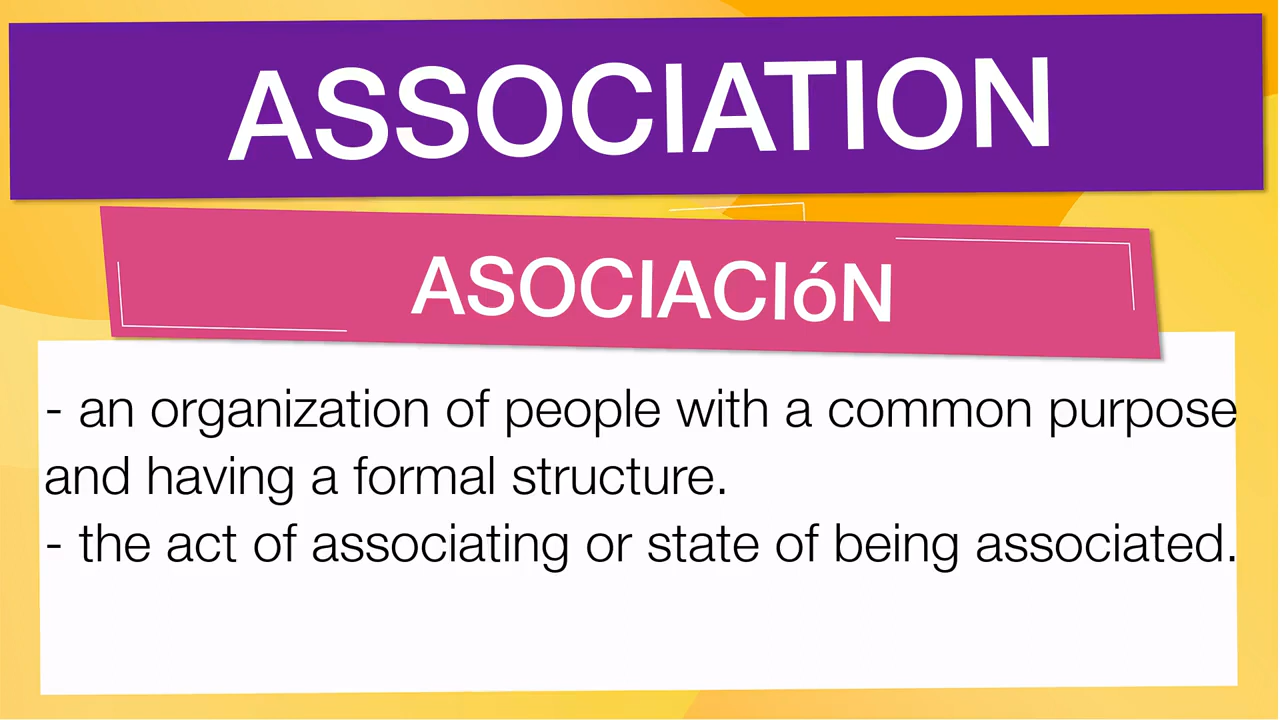 ASSOCIATION
ASOCIACIóN
- an organization of people with a common purpose
and having a formal structure.
- the act of associating or state of being associated.